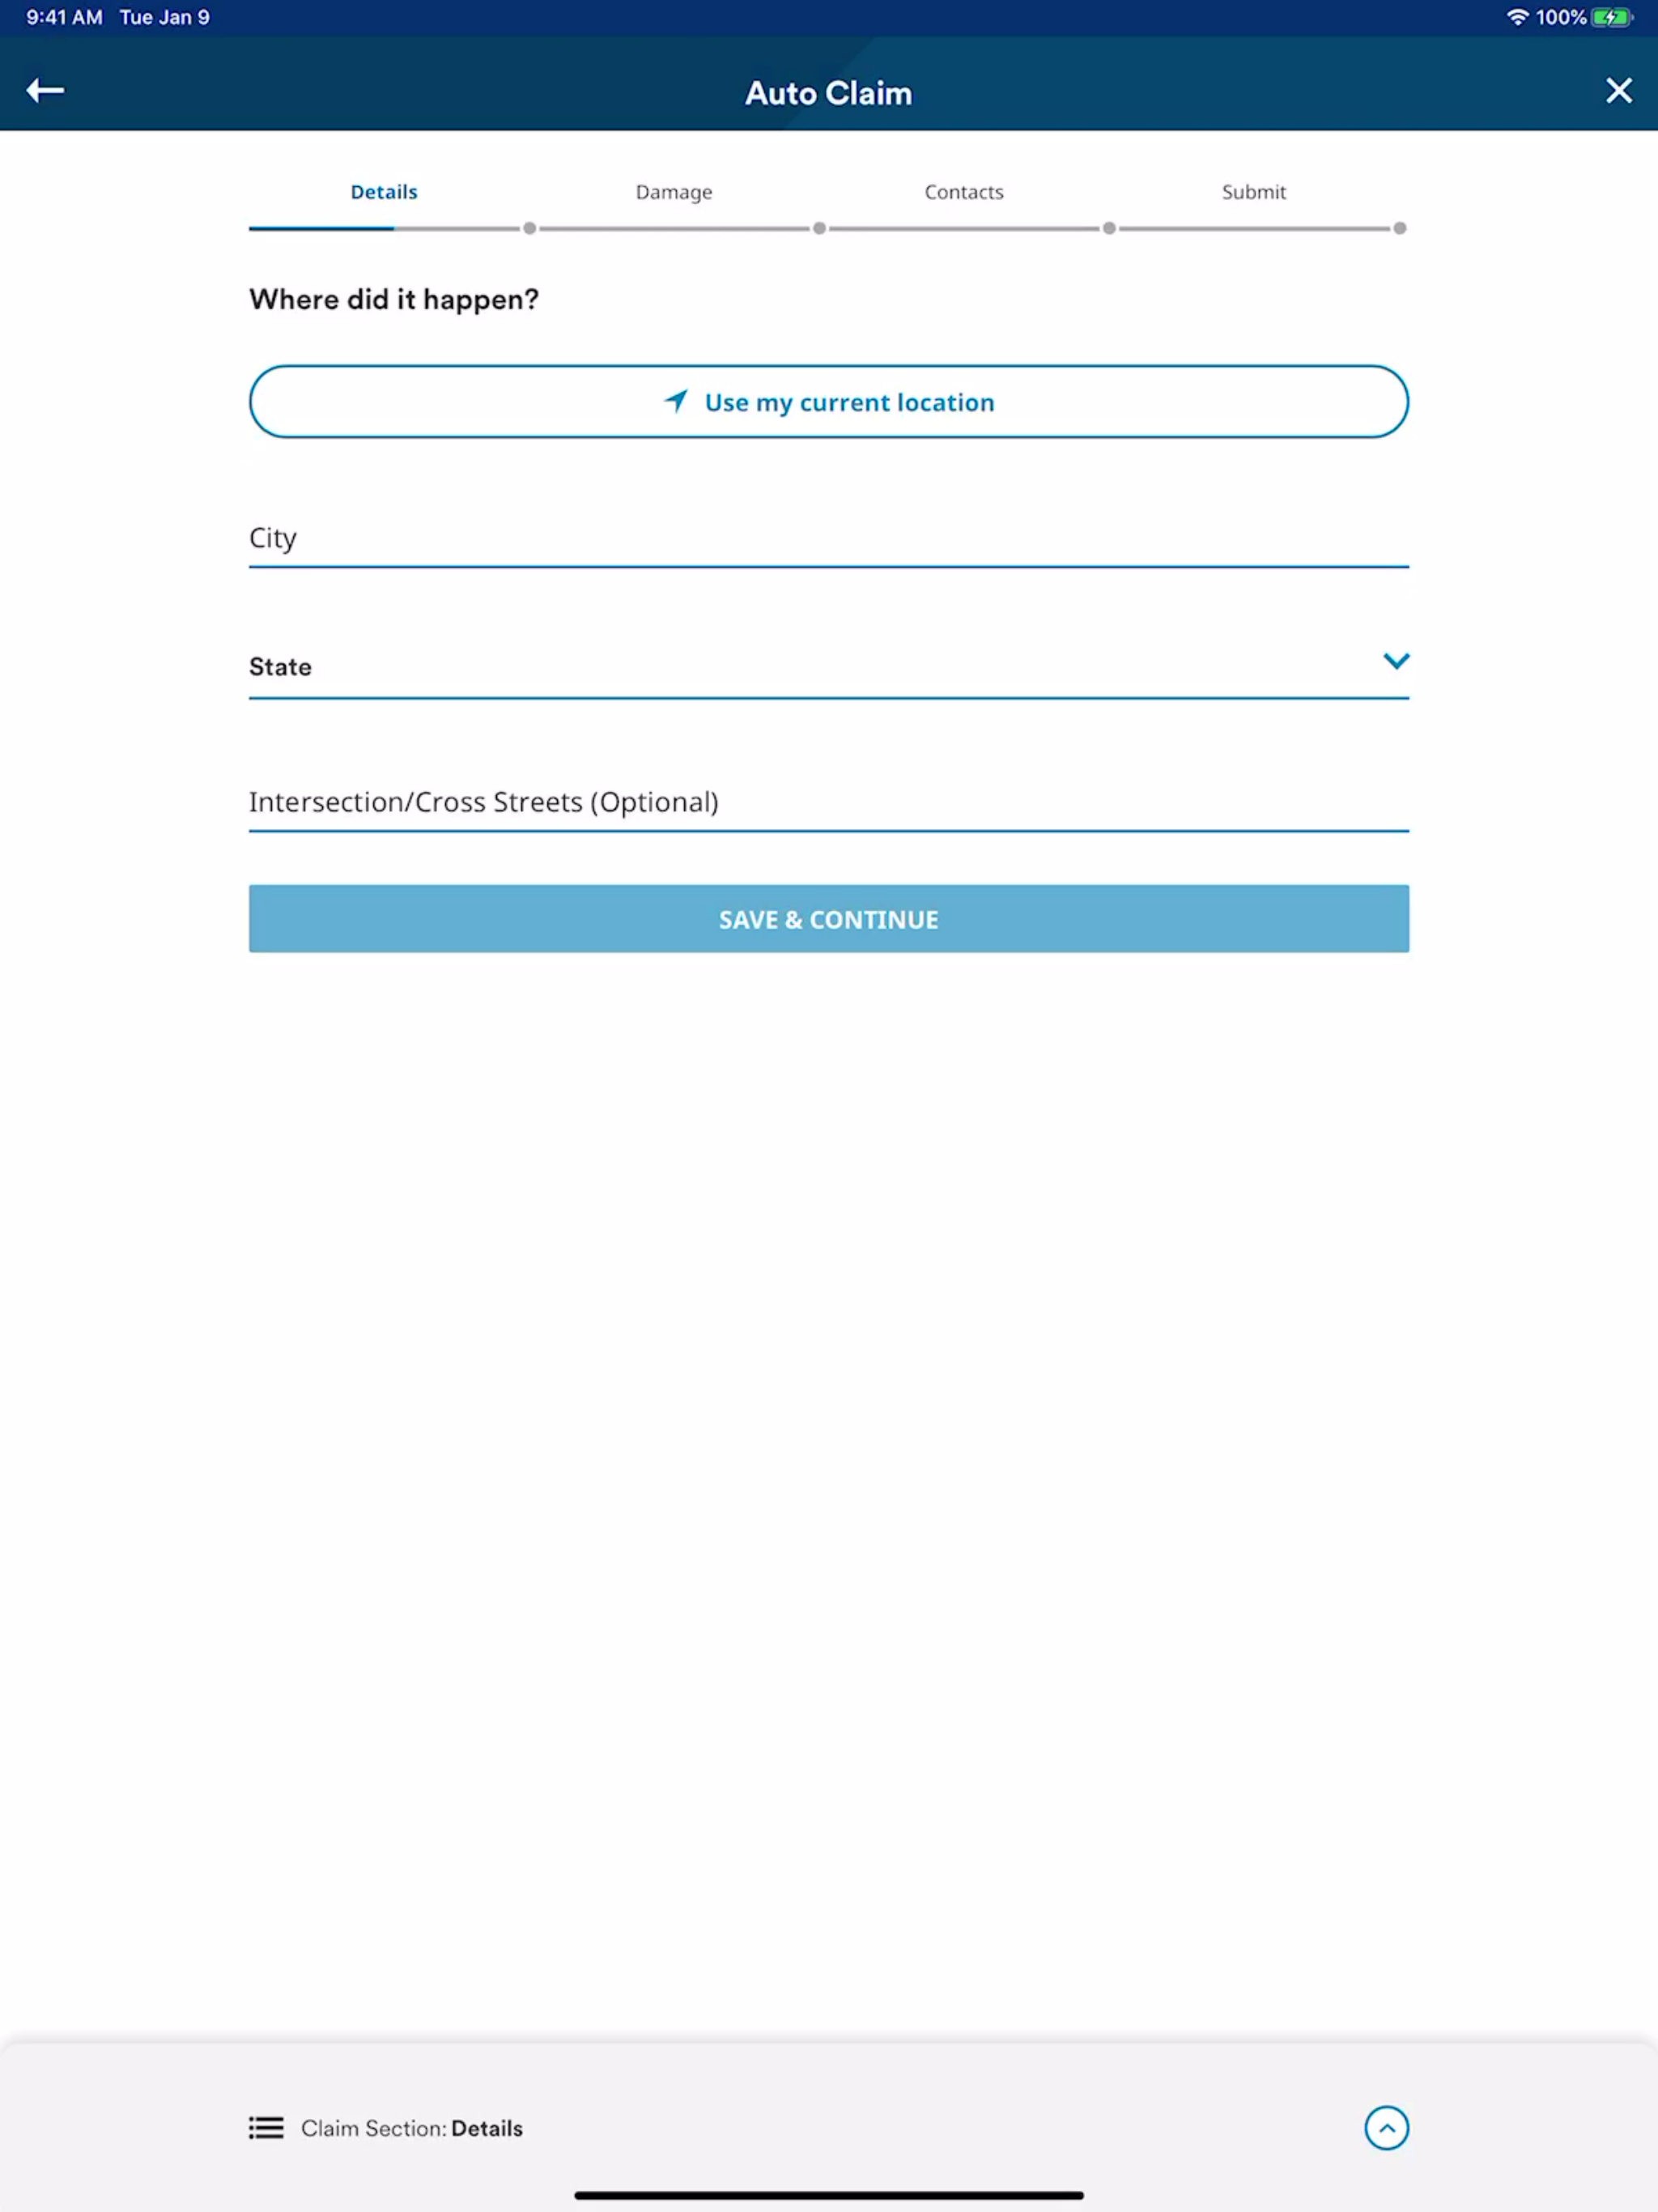 9:41 AM Tue Jan 9 100%
Auto Claim
Details Damage Contacts Submit
Where did it happen?
Use my current location
City
State
Intersection/Cross Streets (Optional)
SAVE & CONTINUE
Claim Section: Details